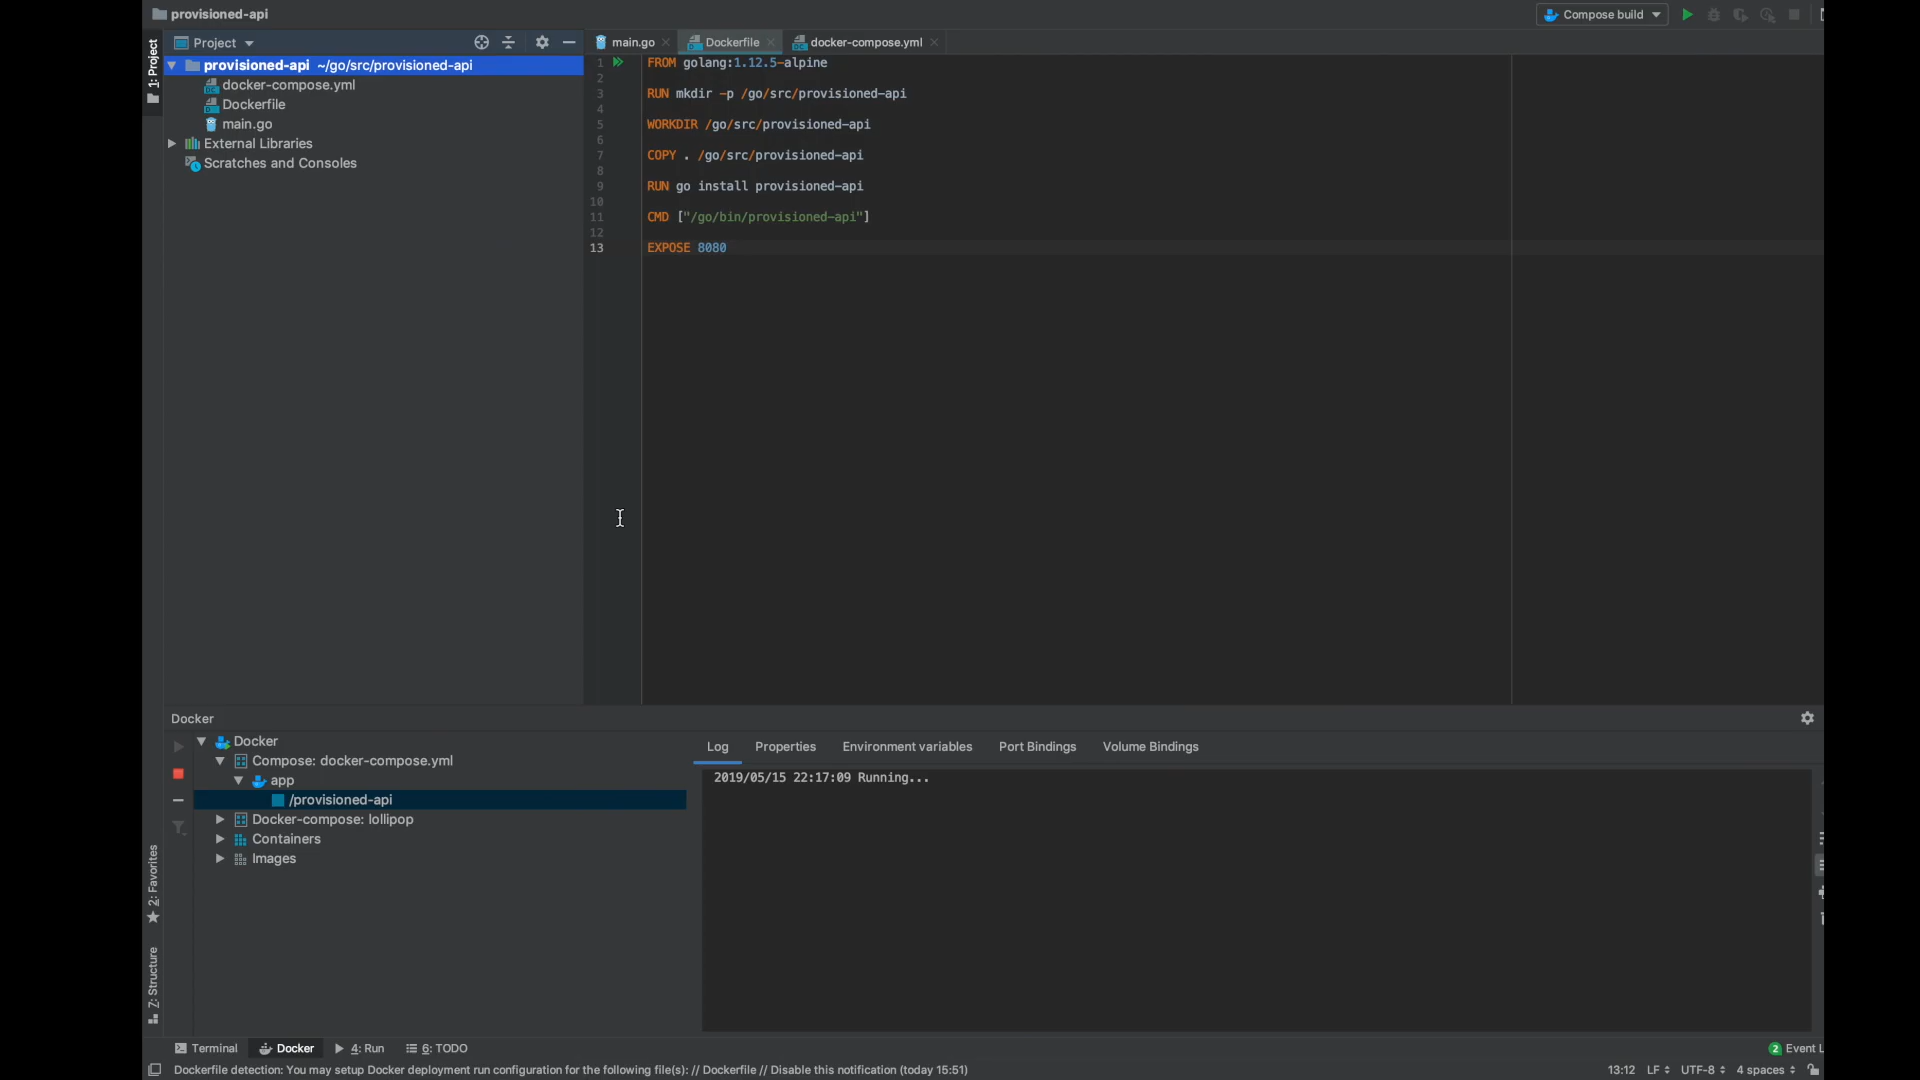 provisioned-api
Compose build
1: Project
Project
main.go
Dockerfile
docker-compose.yml
provisioned-api ~/go/src/provisioned-api
docker-compose.yml
Dockerfile
main.go
External Libraries
Scratches and Consoles
1 FROM golang:1.12.5-alpine
2
3 RUN mkdir -p /go/src/provisioned-api
4
5 WORKDIR /go/src/provisioned-api
6
7 COPY . /go/src/provisioned-api
8
9 RUN go install provisioned-api
10
11 CMD ["/go/bin/provisioned-api"]
12
13 EXPOSE 8080
Docker
Docker
Compose: docker-compose.yml
app
/provisioned-api
Docker-compose: lollipop
Containers
Images
Log Properties Environment variables Port Bindings Volume Bindings
2019/05/15 22:17:09 Running...
2: Favorites
Z: Structure
Terminal Docker 4: Run 6: TODO
2 Event L
Dockerfile detection: You may setup Docker deployment run configuration for the following file(s): // Dockerfile // Disable this notification (today 15:51)
13:12 LF UTF-8 4 spaces